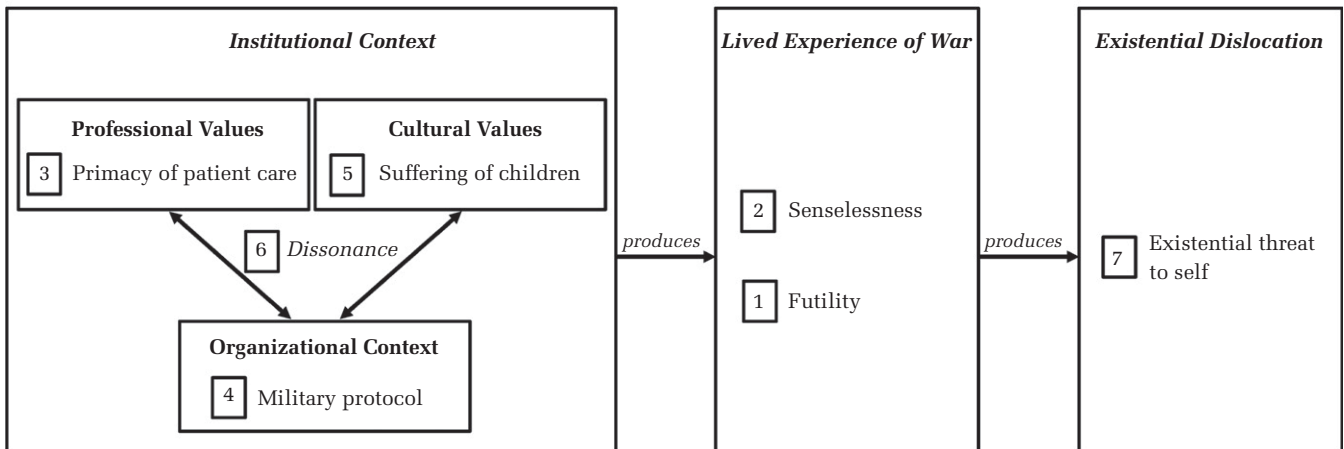 Institutional Context
Lived Experience of War
Existential Dislocation
Professional Values
3 Primacy of patient care
Cultural Values
5 Suffering of children
6 Dissonance
Organizational Context
4 Military protocol
produces
2 Senselessness
1 Futility
produces
7 Existential threat
to self